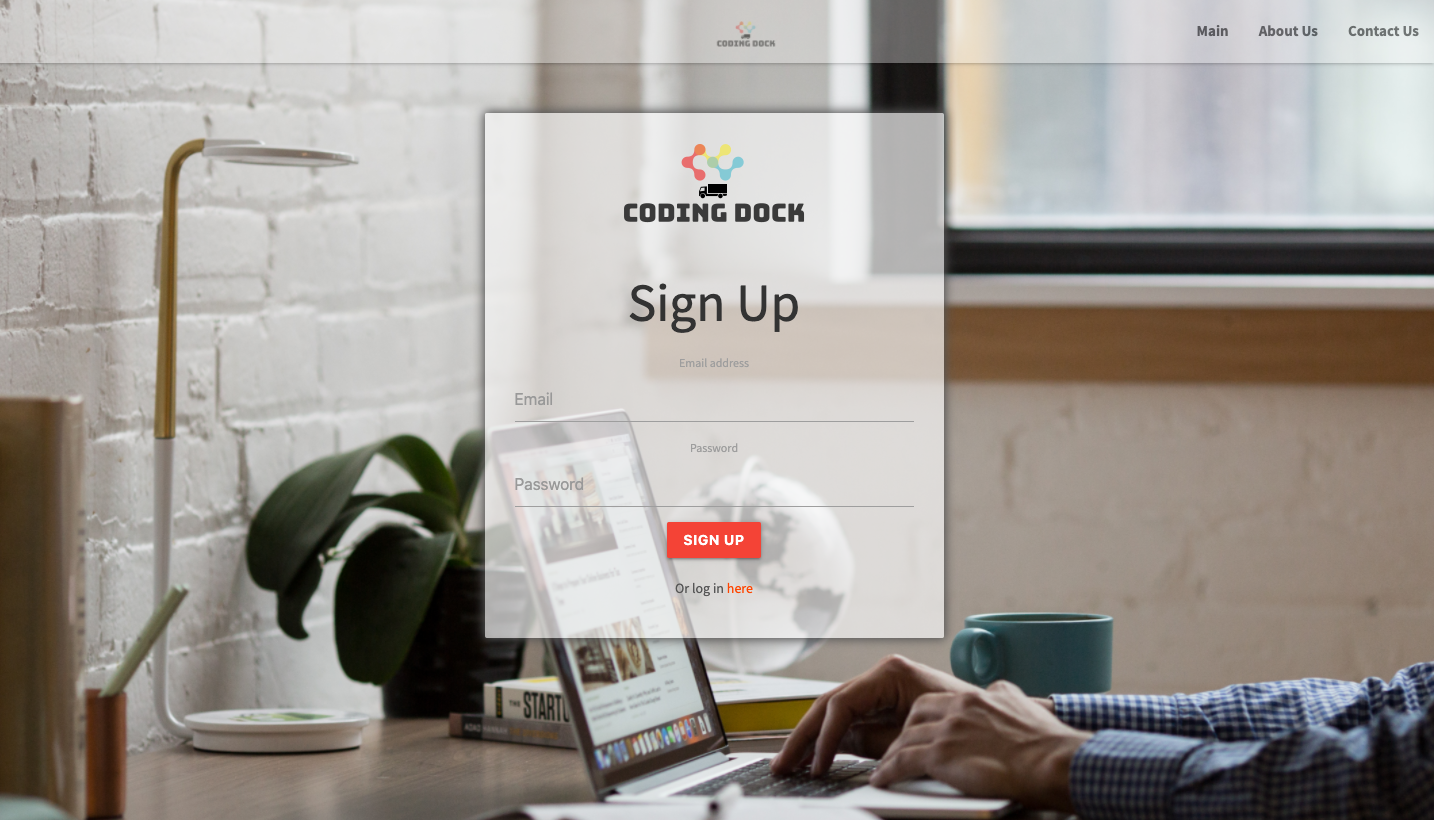 CODING DOCK
Main
About Us
Contact Us
CODING DOCK
Sign Up
Email address
Email
Password
Password
SIGN UP
Or log in here
THE